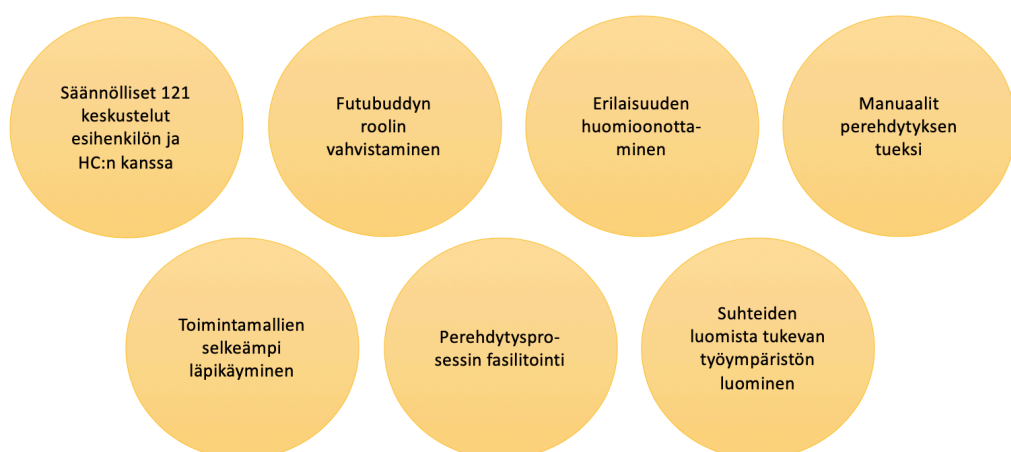 Säännölliset 121
keskustelut
esihenkilön ja
HC:n kanssa
Futubuddyn
roolin
vahvistaminen
Erilaisuuden
huomioonotta-
minen
Manuaalit
perehdytyksen
tueksi
Toimintamallien
selkeämpi
läpikäyminen
Perehdytyspro-
sessin fasilitointi
Suhteiden
luomista tukevan
työympäristön
luominen